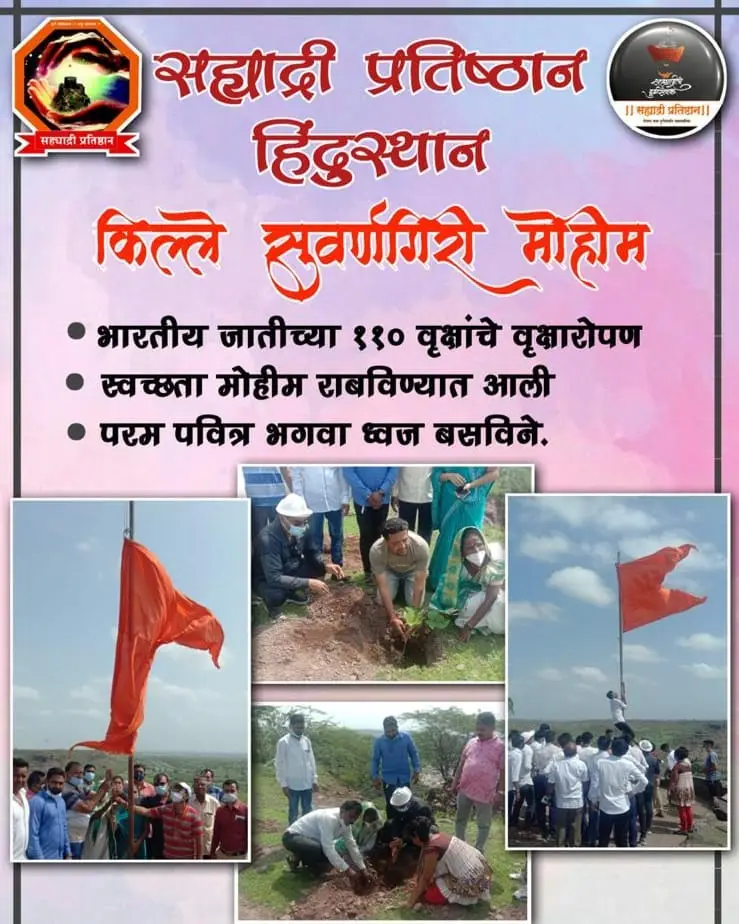 सह्याद्री प्रतिष्ठान
हिंदुस्थान
किल्ले सुवर्णगिरी मोहीम
भारतीय जातीच्या ११० वृक्षांचे वृक्षारोपण
स्वच्छता मोहीम राबविण्यात आली
परम पवित्र भगवा ध्वज बसविने.
सह्याद्री प्रतिष्ठान
|| सह्याद्री प्रतिष्ठान||